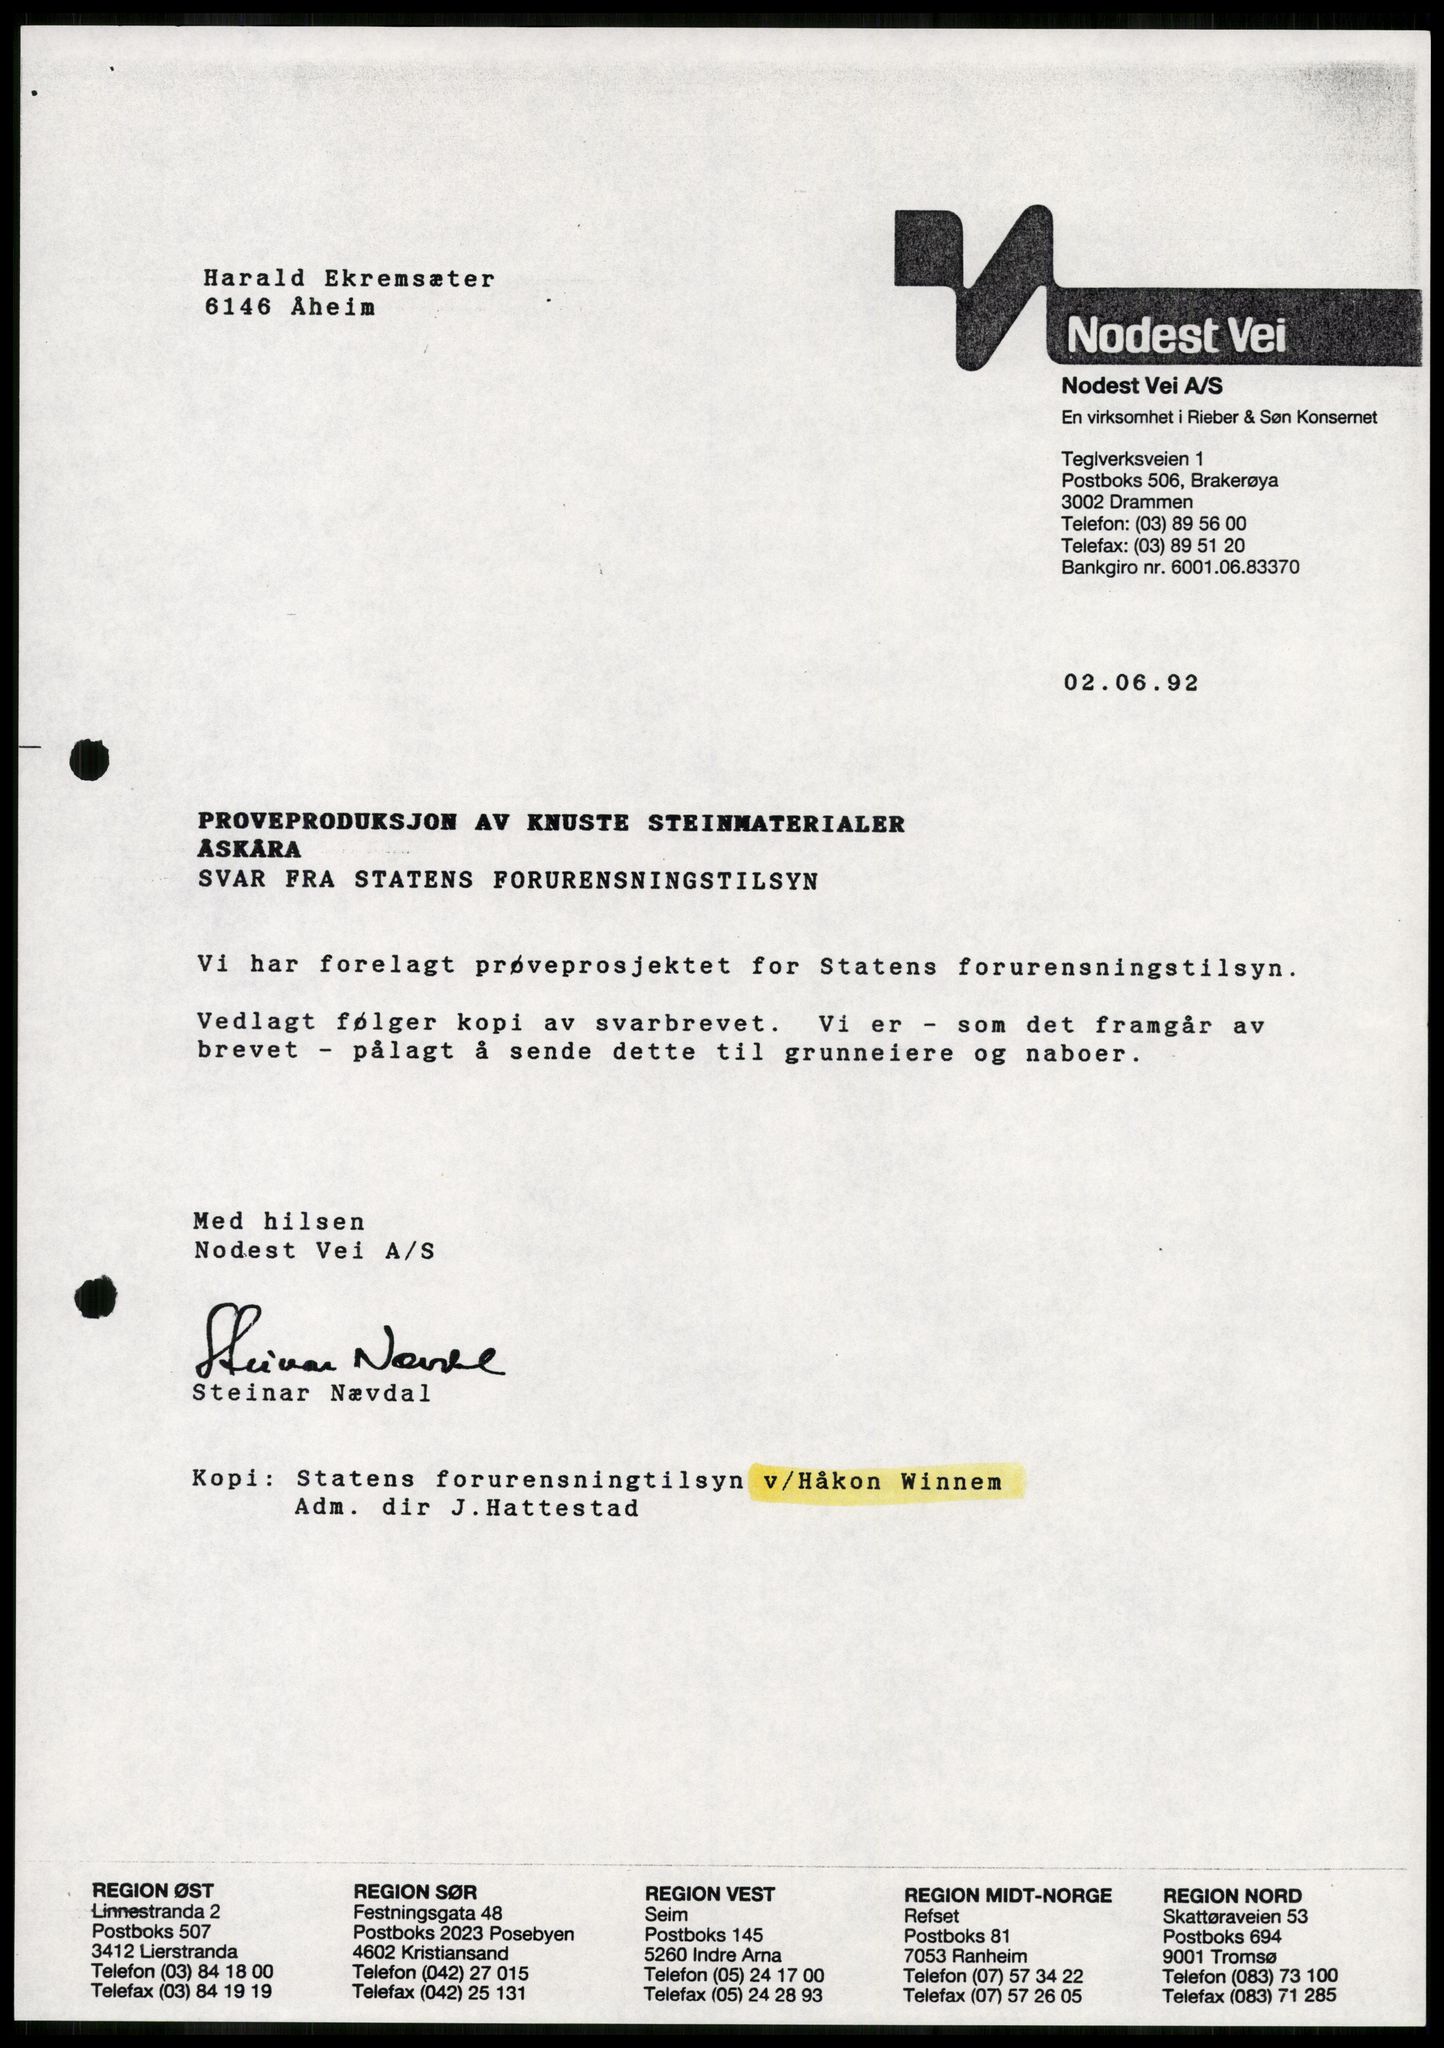 Harald Ekremsæter
6146 Åheim
Nodest Vei
Nodest Vei A/S
En virksomhet i Rieber & Søn Konsernet
Teglverksveien 1
Postboks 506, Brakerøya
3002 Drammen
Telefon: (03) 89 56 00
Telefax: (03) 89 51 20
Bankgiro nr. 6001.06.83370
02.06.92
PRØVEPRODUKSJON AV KNUSTE STEINMATERIALER
ÅSKÅRA
SVAR FRA STATENS FORURENSNINGSTILSYN
Vi har forelagt prøveprosjektet for Statens forurensningstilsyn.
Vedlagt følger kopi av svarbrevet. Vi er - som det framgår av
brevet - pålagt å sende dette til grunneiere og naboer.
Med hilsen
Nodest Vei A/S
Steinar Nævdal
Steinar Nævdal
Kopi: Statens forurensningtilsyn v/Håkon Winnem
Adm. dir J.Hattestad
REGION ØST
Linnestranda 2
Postboks 507
3412 Lierstranda
Telefon (03) 84 18 00
Telefax (03) 84 19 19
REGION SØR
Festningsgata 48
Postboks 2023 Posebyen
4602 Kristiansand
Telefon (042) 27 015
Telefax (042) 25 131
REGION VEST
Seim
Postboks 145
5260 Indre Arna
Telefon (05) 24 17 00
Telefax (05) 24 28 93
REGION MIDT-NORGE
Refset
Postboks 81
7053 Ranheim
Telefon (07) 57 34 22
Telefax (07) 57 26 05
REGION NORD
Skattøraveien 53
Postboks 694
9001 Tromsø
Telefon (083) 73 100
Telefax (083) 71 285